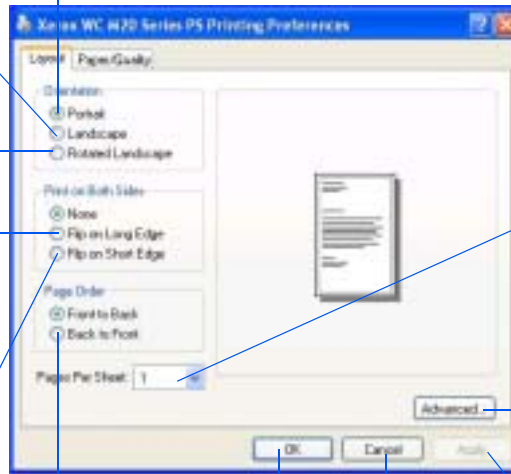 Xerox WC M20 Series PS Printing Preferences
Layout Paper/Quality
Orientation
Portrait
Landscape
Rotated Landscape
Print on Both Sides
None
Flip on Long Edge
Flip on Short Edge
Page Order
Front to Back
Back to Front
Pages Per Sheet: 1
Advanced...
OK Cancel Apply